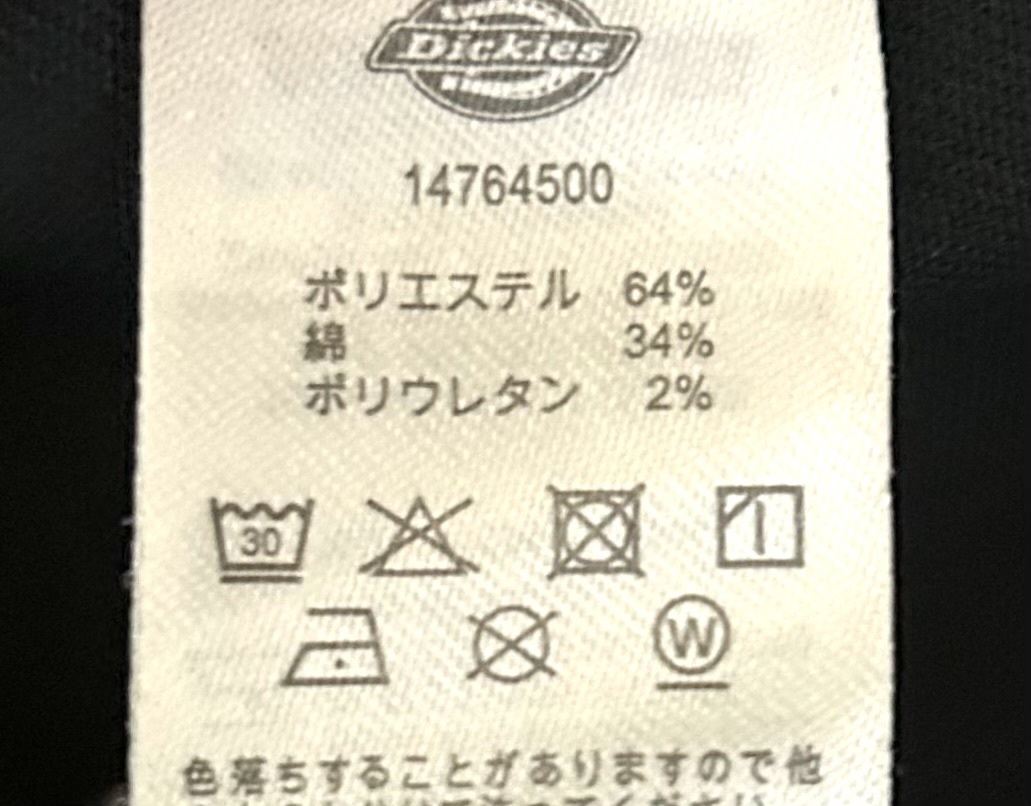 Dickies
14764500
ポリエステル 64%
綿 34%
ポリウレタン 2%
30
W
色落ちすることがありますので他